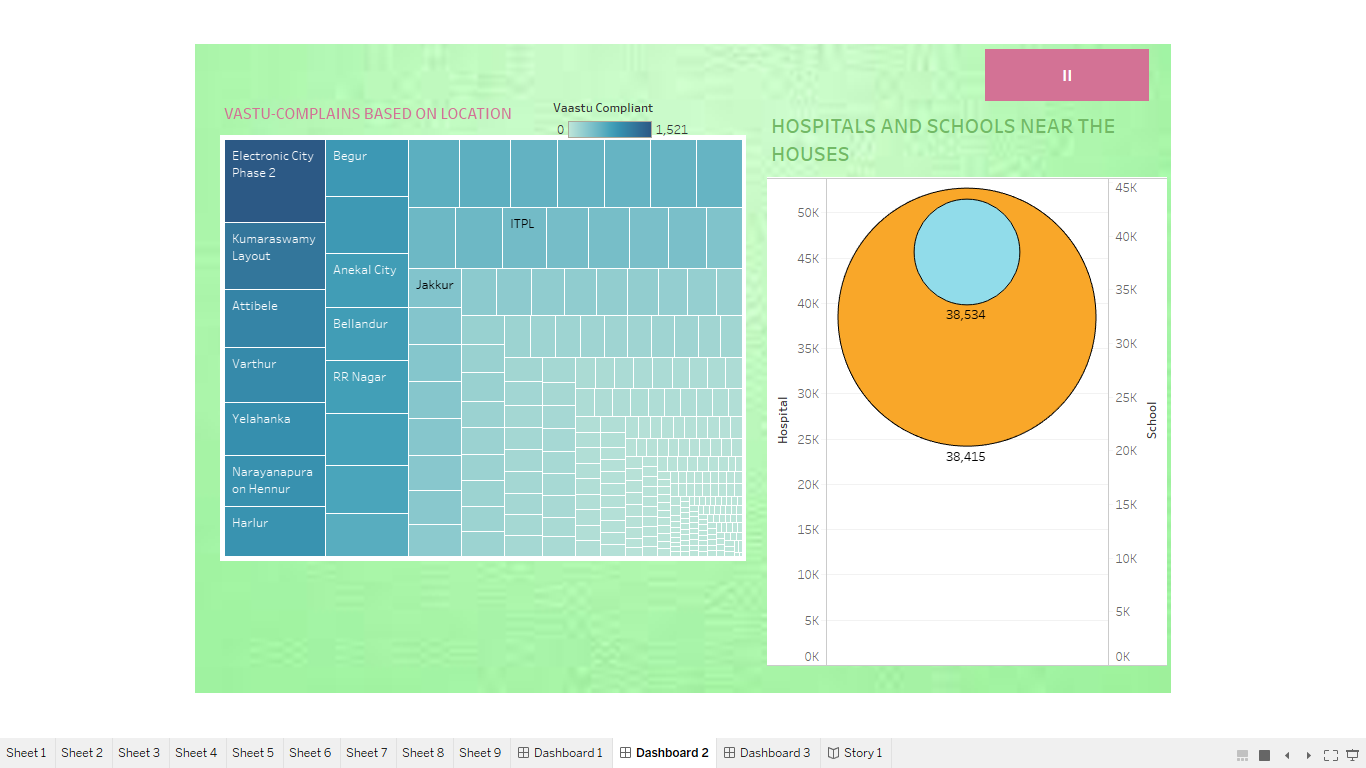 II
VASTU-COMPLAINS BASED ON LOCATION
Vaastu Compliant
0 1,521
HOSPITALS AND SCHOOLS NEAR THE
HOUSES
Electronic City
Phase 2
Kumaraswamy
Layout
Attibele
Varthur
Yelahanka
Narayanapura
on Hennur
Harlur
Begur
Anekal City
Bellandur
RR Nagar
ITPL
Jakkur
Hospital
50K
45K
40K
35K
30K
25K
20K
15K
10K
5K
0K
38,534
38,415
45K
40K
35K
30K
25K
20K
15K
10K
5K
0K
School
Sheet 1 Sheet 2 Sheet 3 Sheet 4 Sheet 5 Sheet 6 Sheet 7 Sheet 8 Sheet 9 Dashboard 1 Dashboard 2 Dashboard 3 Story 1